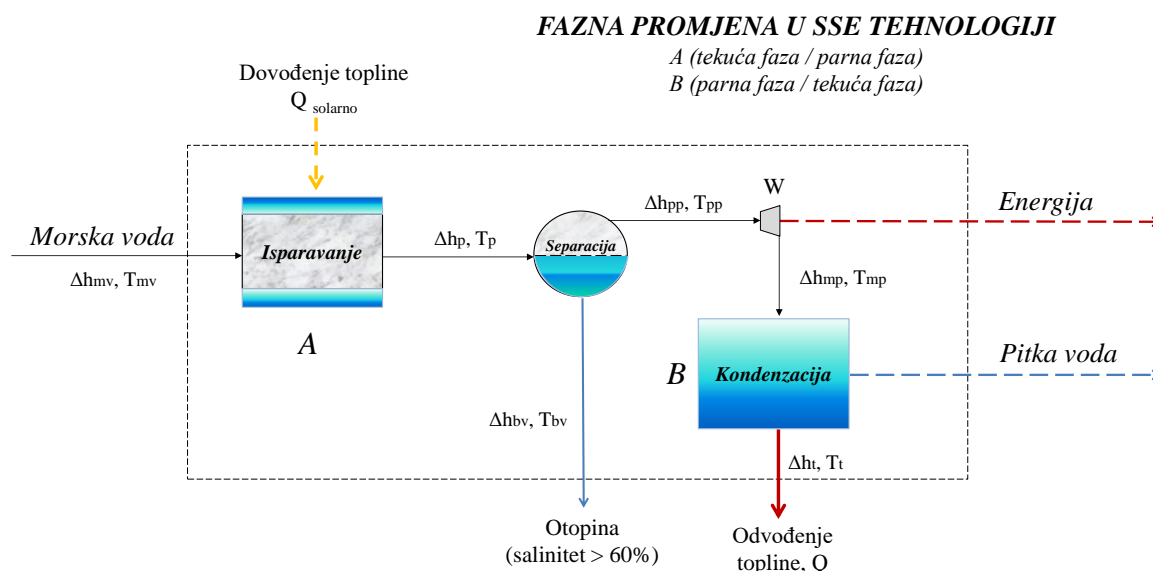 FAZNA PROMJENA U SSE TEHNOLOGIJI
A (tekuća faza / parna faza)
B (parna faza / tekuća faza)
Dovođenje topline
Q solarno
W
Energija
Δhpp, Tpp
Morska voda
Isparavanje
Δhp, Tp
Separacija
Δhmv, Tmv
Δhmp, Tmp
A
B
Kondenzacija
Pitka voda
Δhbv, Tbv
Δht, Tt
Otopina
(salinitet > 60%)
Odvođenje
topline, Q